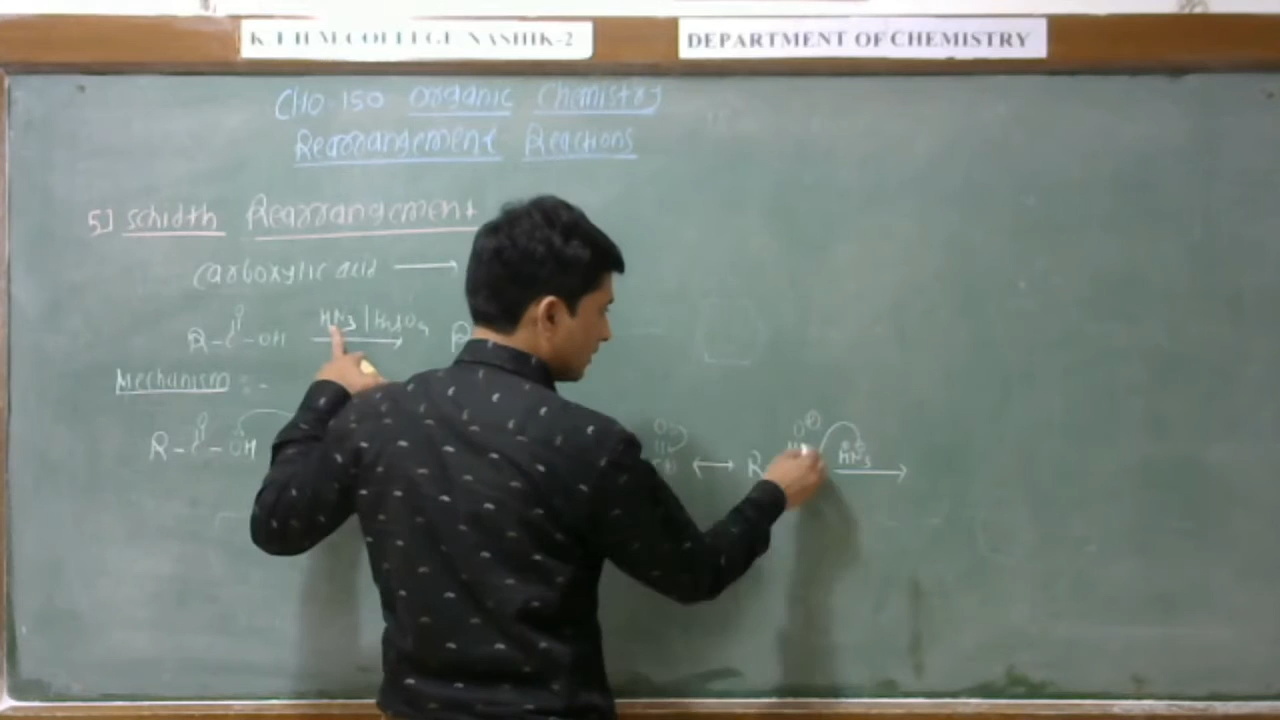 K T H M COLLEGE NASHIK-2
DEPARTMENT OF CHEMISTRY
CHO-150 Organic Chemistry
Rearrangement Reactions
5] Schidth Rearrangement
Carboxylic acid ⟶
R-C-OH HN3 | H2SO4 R
O
Mechanism :-
O
R-C-OH
O
⟷ R O⊕ HN3 ⟶